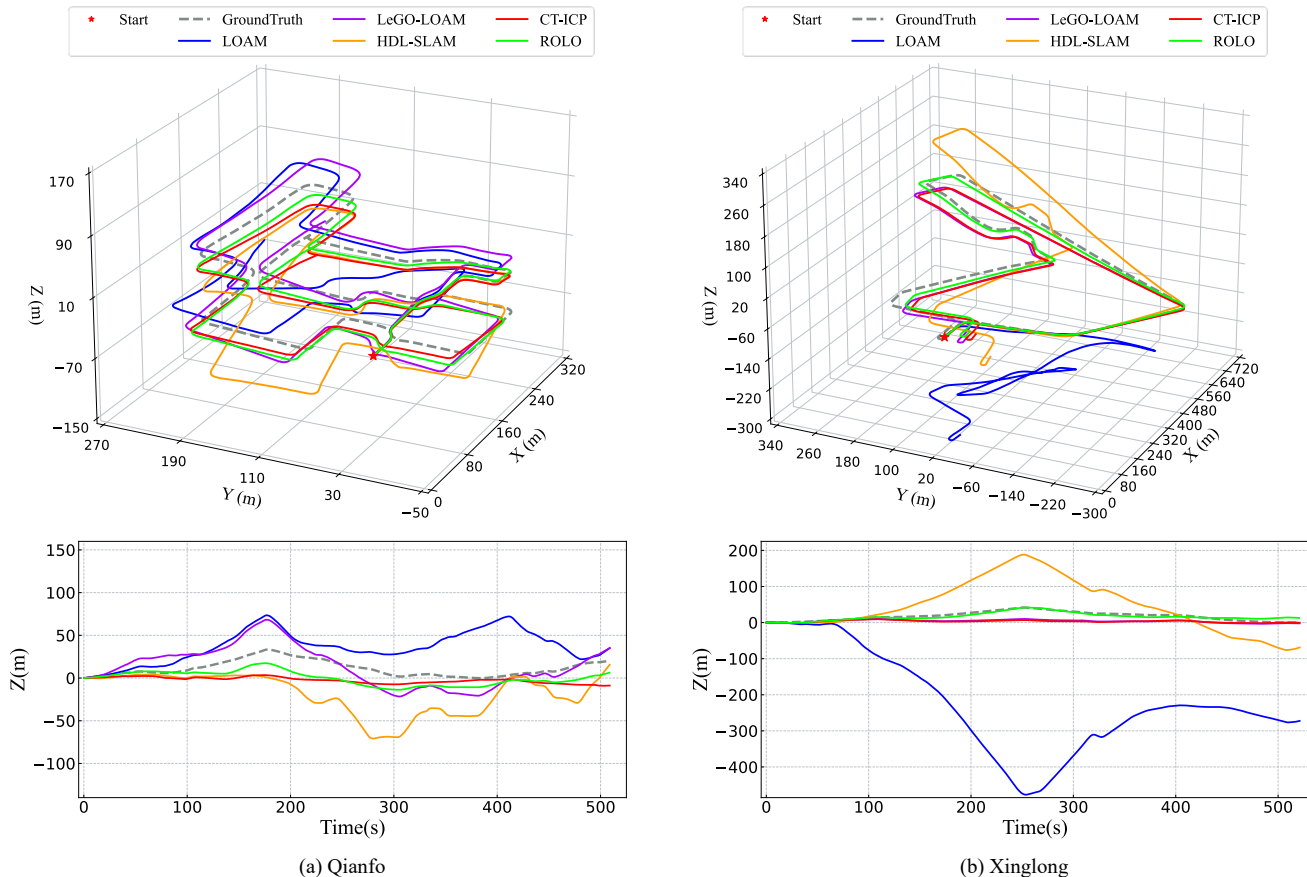 Start
GroundTruth
LOAM
LeGO-LOAM
HDL-SLAM
CT-ICP
ROLO
170
90
10
−70
−150
Z (m)
270
190
110
30
−50
Y (m)
0
80
160
240
320
X (m)
Start
GroundTruth
LOAM
LeGO-LOAM
HDL-SLAM
CT-ICP
ROLO
340
260
180
100
20
−60
−140
−220
−300
Z (m)
340
260
180
100
20
−60
−140
−220
−300
Y (m)
0
80
160
240
320
400
480
560
640
720
X (m)
150
100
50
0
−50
−100
Z(m)
0
100
200
300
400
500
Time(s)
(a) Qianfo
200
100
0
−100
−200
−300
−400
Z(m)
0
100
200
300
400
500
Time(s)
(b) Xinglong